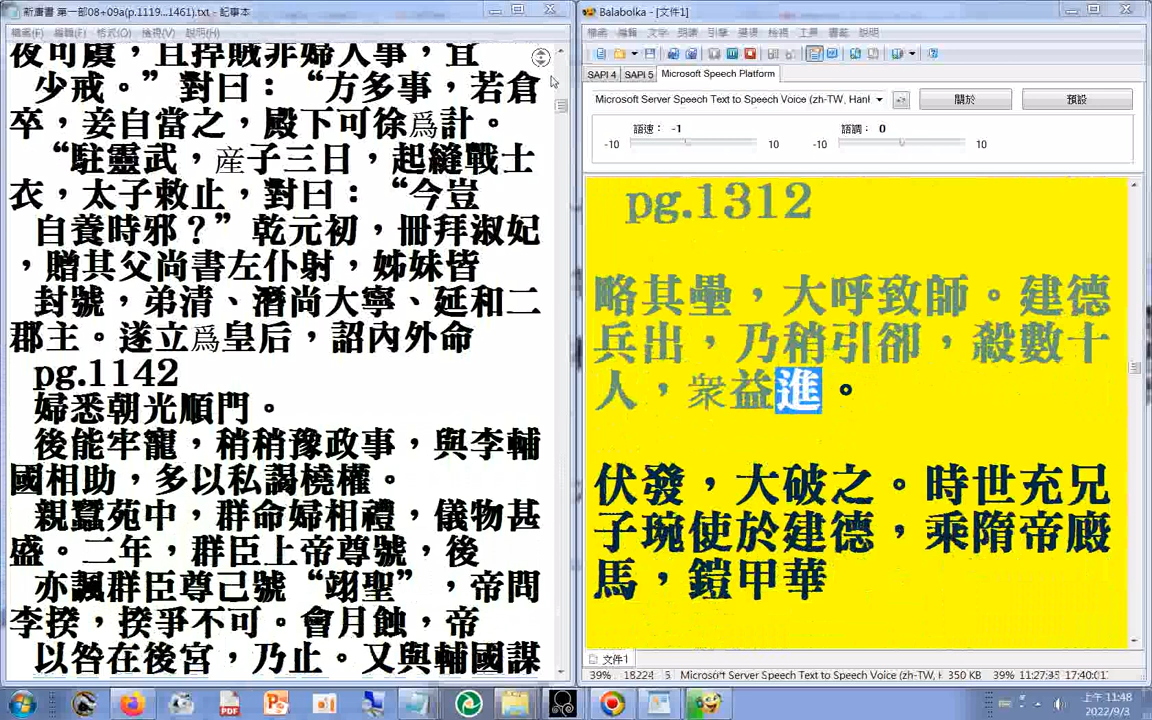 新唐書 第一部08+09a(p.1119...1461).txt - 記事本
檔案(F) 編輯(E) 格式(O) 檢視(V) 說明(H)
夜可虞，且捍賊非婦人事，宜
少戒。”對曰：“方多事，若倉
卒，妾自當之，殿下可徐爲計。
“駐靈武，産子三日，起縫戰士
衣，太子敕止，對曰：“今豈
自養時邪？”乾元初，冊拜淑妃
，贈其父尚書左仆射，姊妹皆
封號，弟清、潛尚大寧、延和二
郡主。遂立爲皇后，詔內外命
pg.1142
婦悉朝光順門。
後能牢寵，稍稍豫政事，與李輔
國相助，多以私謁橈權。
親蠶苑中，群命婦相禮，儀物甚
盛。二年，群臣上帝尊號，後
亦諷群臣尊己號“翊聖”，帝問
李揆，揆爭不可。會月蝕，帝
以咎在後宮，乃止。又與輔國謀
Balabolka - [文件1]
檔案 編輯 文字 朗讀 引擎 選項 檢視 工具 書籤 說明
SAPI 4 SAPI 5 Microsoft Speech Platform
Microsoft Server Speech Text to Speech Voice (zh-TW, Hanl 關於 預設
語速： -1 語調： 0
-10 10 -10 10
pg.1312
略其壘，大呼致師。建德
兵出，乃稍引卻，殺數十
人，衆益進。
伏發，大破之。時世充兄
子琬使於建德，乘隋帝廄
馬，鎧甲華
文件1
39% 18224 Microsoft Server Speech Text to Speech Voice (zh-TW, 350 KB 39% 11:27:35 17:40:01
上午 11:48
2022/9/3